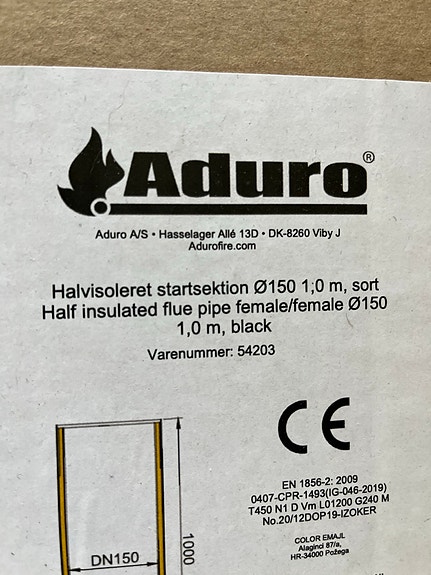 Aduro®
Aduro A/S • Hasselager Allé 13D • DK-8260 Viby J
Adurofire.com
Halvisoleret startsektion Ø150 1;0 m, sort
Half insulated flue pipe female/female Ø150
1,0 m, black
Varenummer: 54203
CE
EN 1856-2: 2009
0407-CPR-1493(IG-046-2019)
T450 N1 D Vm L01200 G240 M
No.20/12DOP19-IZOKER
COLOR EMAJL
Alaginci 87/a,
HR-34000 Požega
DN150
1000